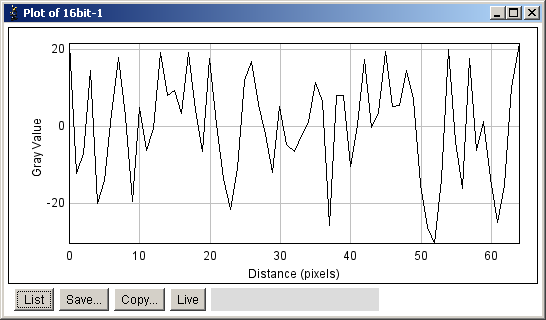 Plot of 16bit-1
20
0
-20
Gray Value
0 10 20 30 40 50 60
Distance (pixels)
List Save... Copy... Live